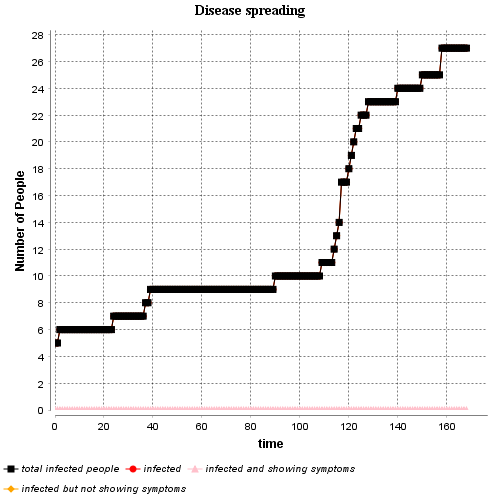 Disease spreading
28
26
24
22
20
18
16
14
12
10
8
6
4
2
0
Number of People
0 20 40 60 80 100 120 140 160
time
total infected people infected infected and showing symptoms
infected but not showing symptoms